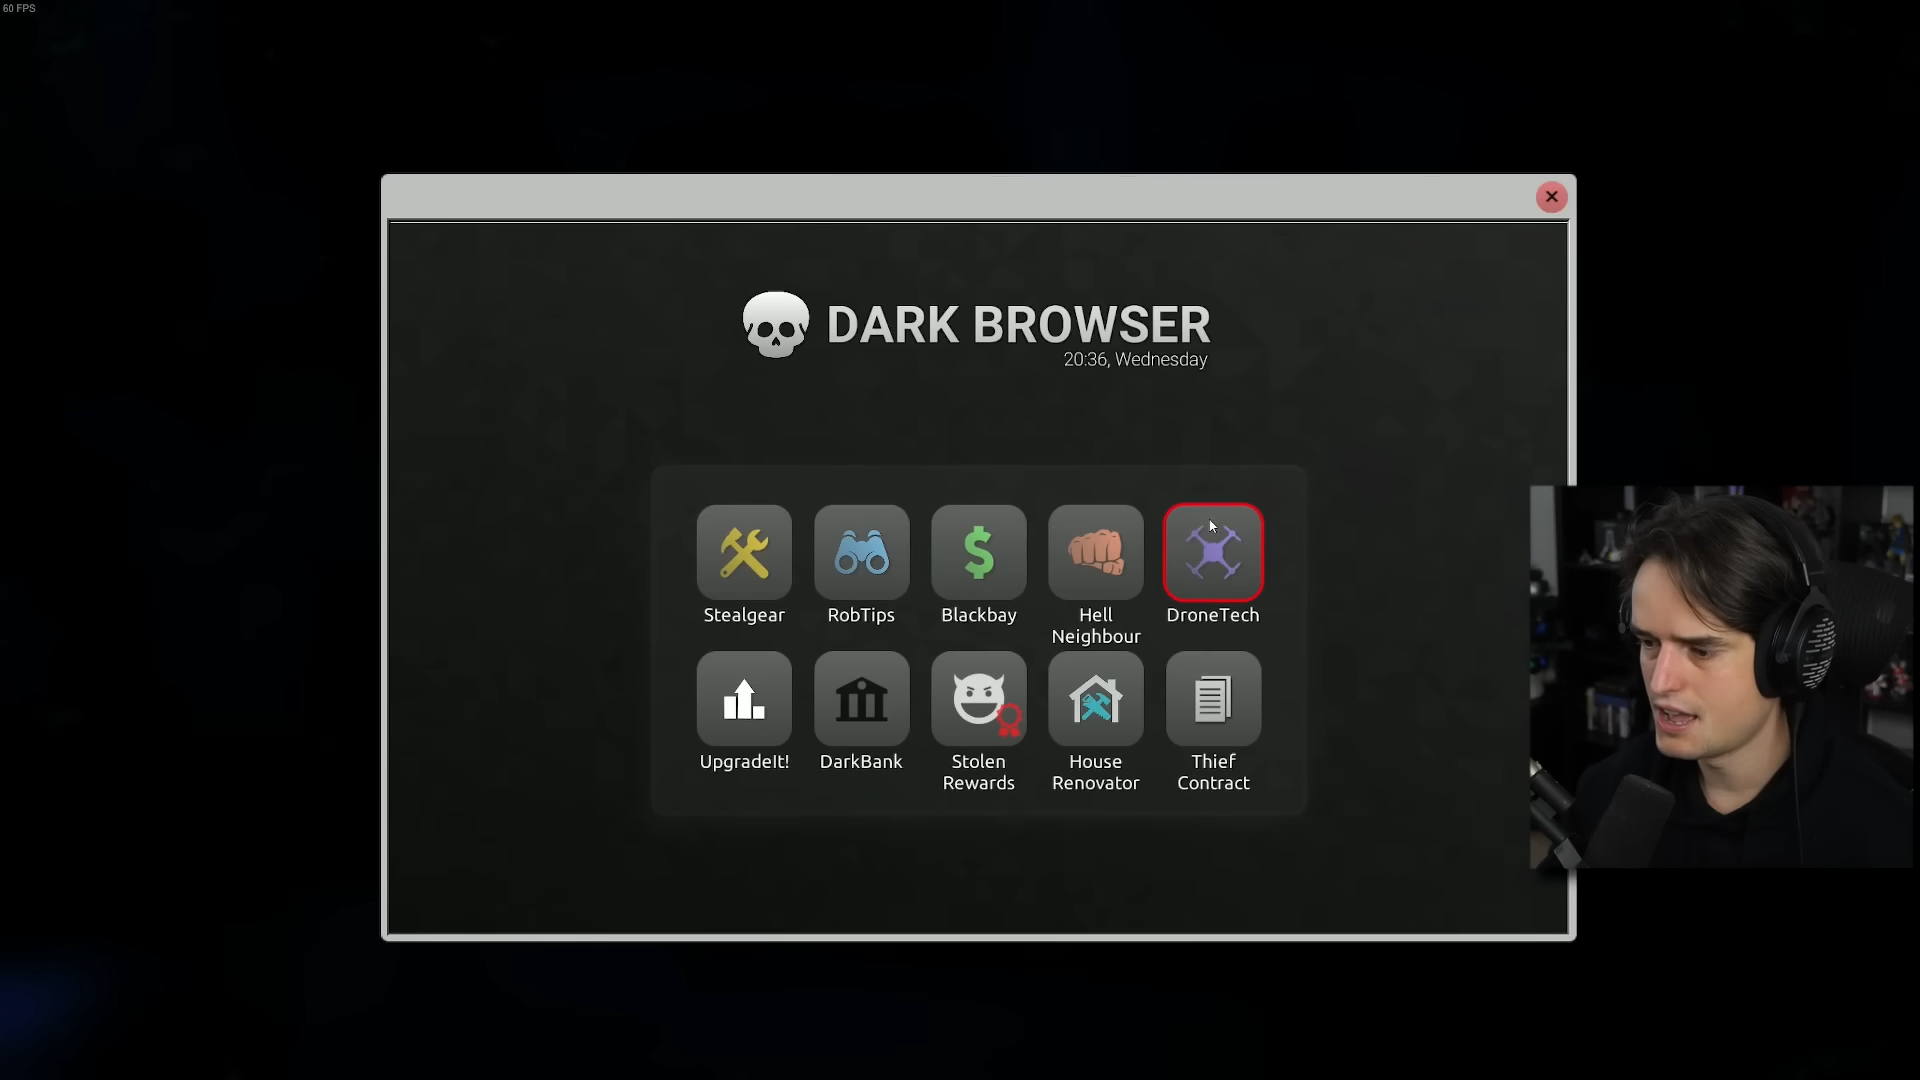 60 FPS
DARK BROWSER
20:36, Wednesday
Stealgear
RobTips
Blackbay
Hell
Neighbour
DroneTech
UpgradeIt!
DarkBank
Stolen
Rewards
House
Renovator
Thief
Contract